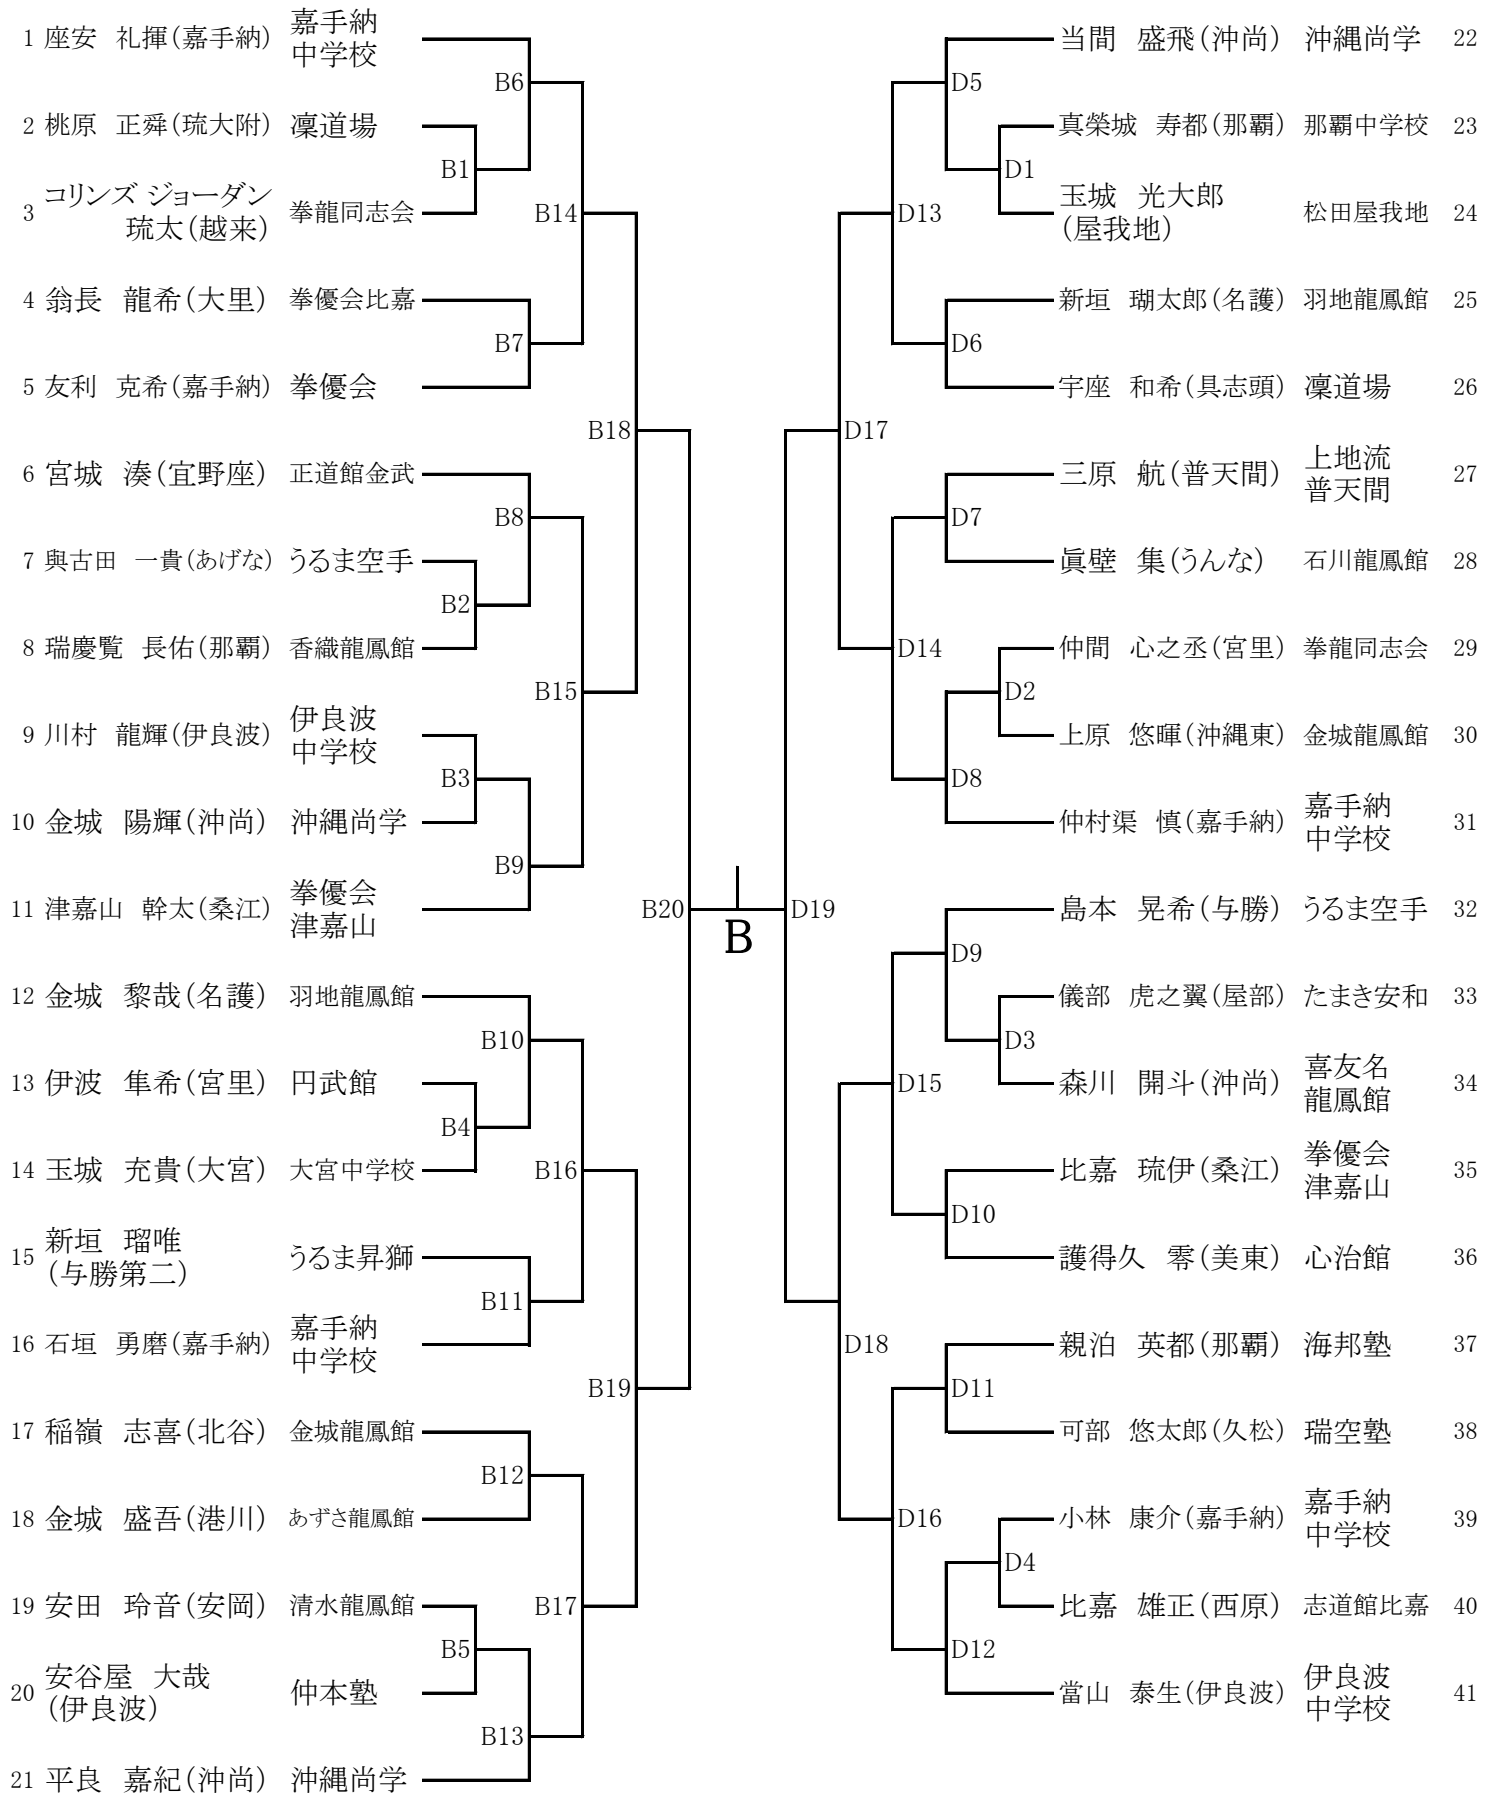 1 座安 礼揮(嘉手納) 嘉手納
中学校
2 桃原 正舜(琉大附) 凜道場
3 コリンズ ジョーダン
琉太(越来) 拳龍同志会
4 翁長 龍希(大里) 拳優会比嘉
5 友利 克希(嘉手納) 拳優会
6 宮城 湊(宜野座) 正道館金武
7 與古田 一貴(あげな) うるま空手
8 瑞慶覧 長佑(那覇) 香織龍鳳館
9 川村 龍輝(伊良波) 伊良波
中学校
10 金城 陽輝(沖尚) 沖縄尚学
11 津嘉山 幹太(桑江) 拳優会
津嘉山
12 金城 黎哉(名護) 羽地龍鳳館
13 伊波 隼希(宮里) 円武館
14 玉城 充貴(大宮) 大宮中学校
15 新垣 瑠唯
(与勝第二) うるま昇獅
16 石垣 勇磨(嘉手納) 嘉手納
中学校
17 稲嶺 志喜(北谷) 金城龍鳳館
18 金城 盛吾(港川) あずさ龍鳳館
19 安田 玲音(安岡) 清水龍鳳館
20 安谷屋 大哉
(伊良波) 仲本塾
21 平良 嘉紀(沖尚) 沖縄尚学
B1
B2
B3
B4
B5
B6
B7
B8
B9
B10
B11
B12
B13
B14
B15
B16
B17
B18
B19
B20
B
D19
D17
D18
D13
D14
D15
D16
D5
D6
D7
D8
D9
D10
D11
D12
D1
D2
D3
D4
当間 盛飛(沖尚) 沖縄尚学 22
真榮城 寿都(那覇) 那覇中学校 23
玉城 光大郎
(屋我地) 松田屋我地 24
新垣 瑚太郎(名護) 羽地龍鳳館 25
宇座 和希(具志頭) 凜道場 26
三原 航(普天間) 上地流
普天間 27
眞壁 集(うんな) 石川龍鳳館 28
仲間 心之丞(宮里) 拳龍同志会 29
上原 悠暉(沖縄東) 金城龍鳳館 30
仲村渠 慎(嘉手納) 嘉手納
中学校 31
島本 晃希(与勝) うるま空手 32
儀部 虎之翼(屋部) たまき安和 33
森川 開斗(沖尚) 喜友名
龍鳳館 34
比嘉 琉伊(桑江) 拳優会
津嘉山 35
護得久 零(美東) 心治館 36
親泊 英都(那覇) 海邦塾 37
可部 悠太郎(久松) 瑞空塾 38
小林 康介(嘉手納) 嘉手納
中学校 39
比嘉 雄正(西原) 志道館比嘉 40
當山 泰生(伊良波) 伊良波
中学校 41